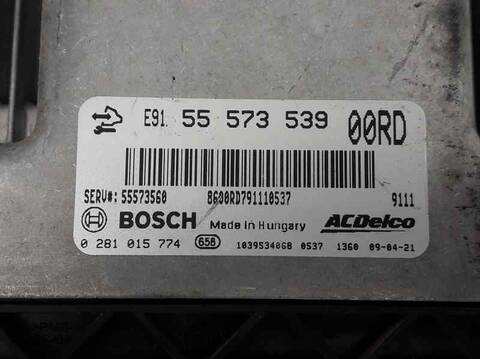 E91 55 573 539 00RD
SERV#: 55573560 8600RD791110537 9111
BOSCH Made In Hungary ACDelco
0 281 015 774 658 1039S34068 0537 1360 09-04-21